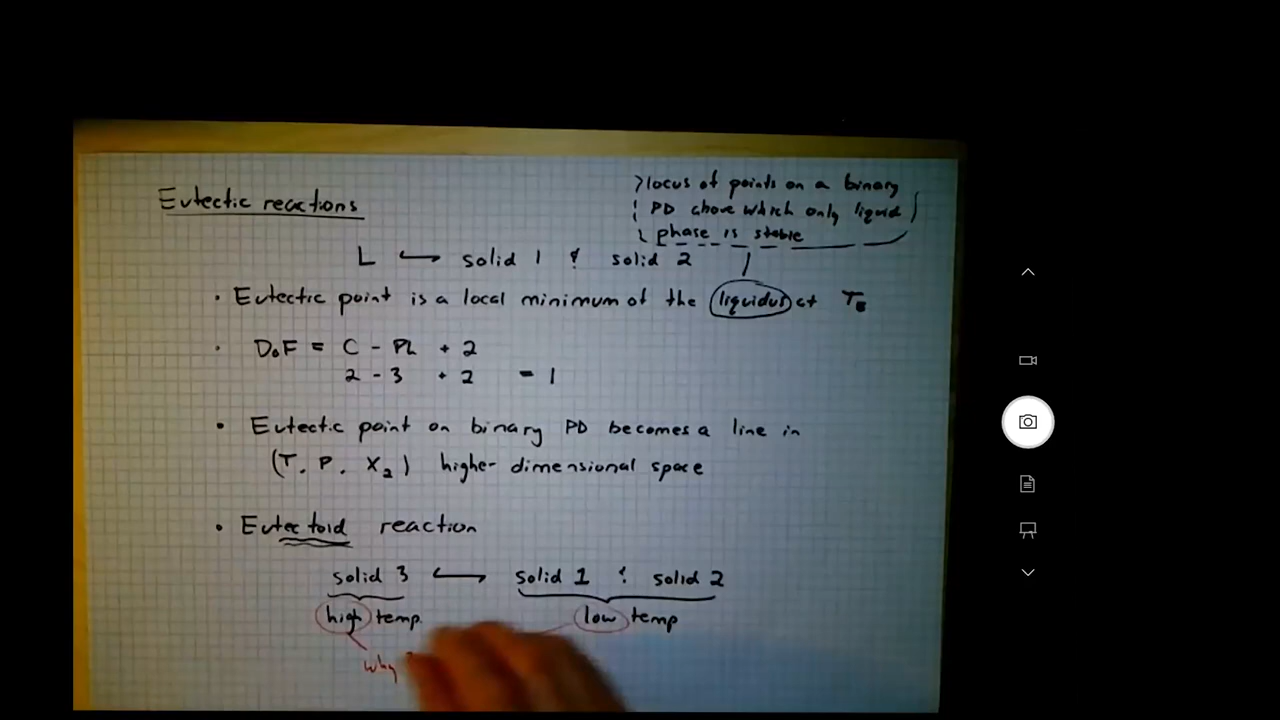 Eutectic reactions
locus of points on a binary
PD above which only liquid
phase is stable
L ⟷ solid 1 & solid 2
• Eutectic point is a local minimum of the liquidus at T_E
• DoF = C - Ph + 2
2 - 3 + 2 = 1
• Eutectic point on binary PD becomes a line in
(T, P, X₂) higher-dimensional space
• Eutectoid reaction
solid 3 ⟷ solid 1 & solid 2
high temp low temp
why